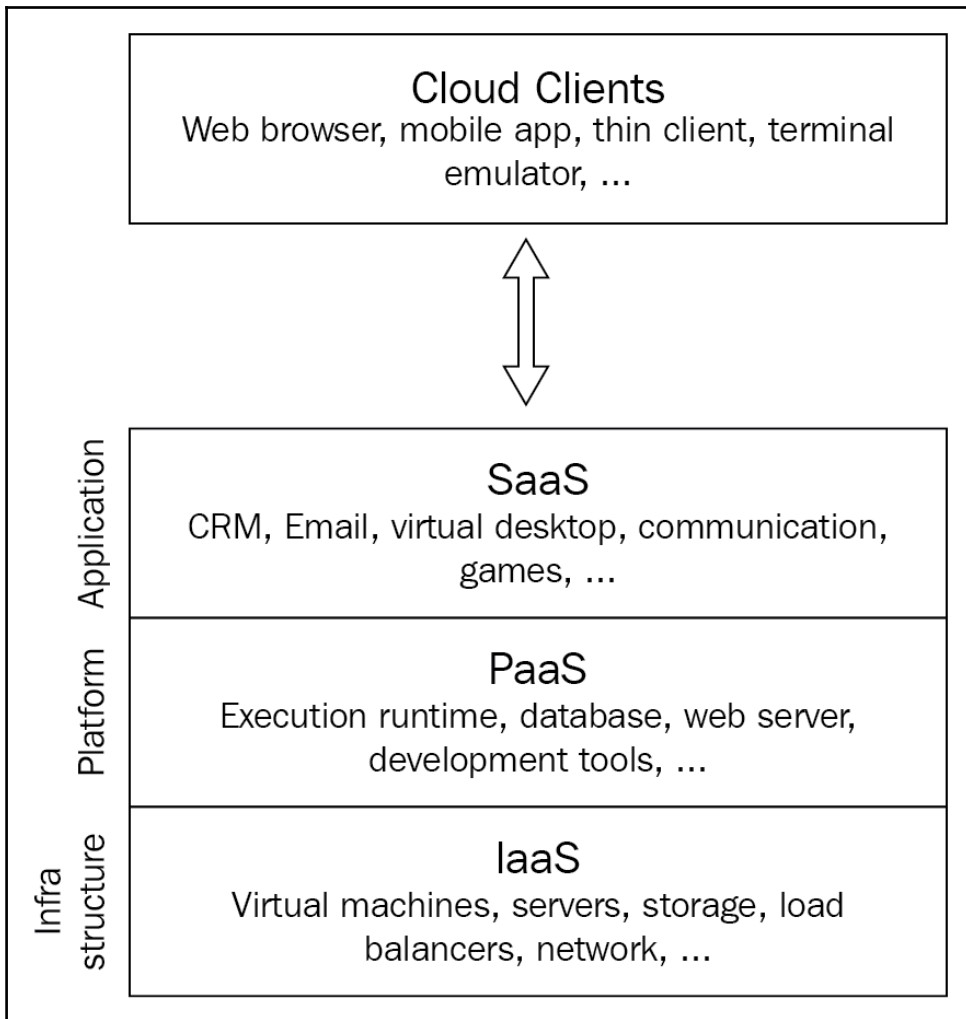 Cloud Clients
Web browser, mobile app, thin client, terminal
emulator, ...
Application
SaaS
CRM, Email, virtual desktop, communication,
games, ...
Platform
PaaS
Execution runtime, database, web server,
development tools, ...
Infra
structure
IaaS
Virtual machines, servers, storage, load
balancers, network, ...